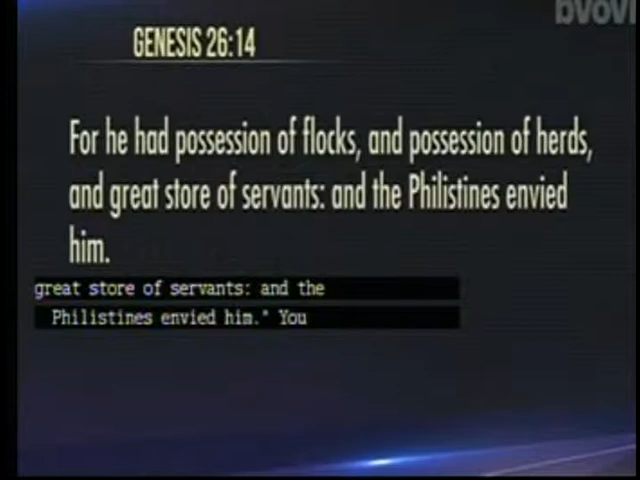 bvovn
GENESIS 26:14
For he had possession of flocks, and possession of herds,
and great store of servants: and the Philistines envied
him.
great store of servants: and the
Philistines envied him." You